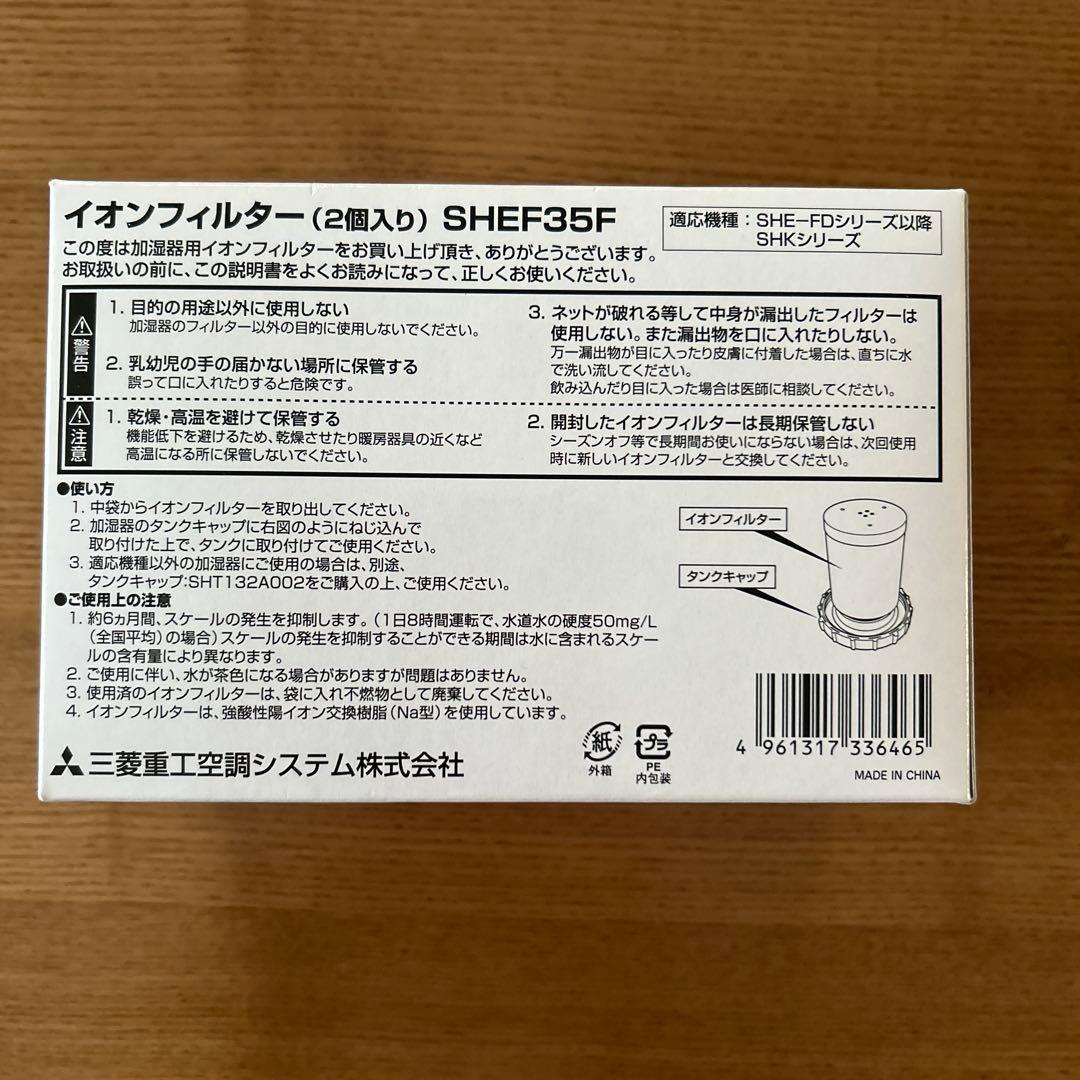 イオンフィルター（2個入り）SHEF35F
適応機種：SHE−FDシリーズ以降
SHKシリーズ
この度は加湿器用イオンフィルターをお買い上げ頂き、ありがとうございます。
お取扱いの前に、この説明書をよくお読みになって、正しくお使いください。
警告
1. 目的の用途以外に使用しない
加湿器のフィルター以外の目的に使用しないでください。
2. 乳幼児の手の届かない場所に保管する
誤って口に入れたりすると危険です。
3. ネットが破れる等して中身が漏出したフィルターは
使用しない。また漏出物を口に入れたりしない。
万一漏出物が目に入ったり皮膚に付着した場合は、直ちに水
で洗い流してください。
飲み込んだり目に入った場合は医師に相談してください。
注意
1. 乾燥・高温を避けて保管する
機能低下を避けるため、乾燥させたり暖房器具の近くなど
高温になる所に保管しないでください。
2. 開封したイオンフィルターは長期保管しない
シーズンオフ等で長期間お使いにならない場合は、次回使用
時に新しいイオンフィルターと交換してください。
●使い方
1. 中袋からイオンフィルターを取り出してください。
2. 加湿器のタンクキャップに右図のようにねじ込んで
取り付けた上で、タンクに取り付けてご使用ください。
3. 適応機種以外の加湿器にご使用の場合は、別途、
タンクキャップ:SHT132A002をご購入の上、ご使用ください。
イオンフィルター
タンクキャップ
●ご使用上の注意
1. 約6ヵ月間、スケールの発生を抑制します。（1日8時間運転で、水道水の硬度50mg/L
（全国平均）の場合）スケールの発生を抑制することができる期間は水に含まれるスケー
ルの含有量により異なります。
2. ご使用に伴い、水が茶色になる場合がありますが問題はありません。
3. 使用済のイオンフィルターは、袋に入れ不燃物として廃棄してください。
4. イオンフィルターは、強酸性陽イオン交換樹脂（Na型）を使用しています。
三菱重工空調システム株式会社
紙
外箱
プラ
PE
内包装
4 961317 336465
MADE IN CHINA